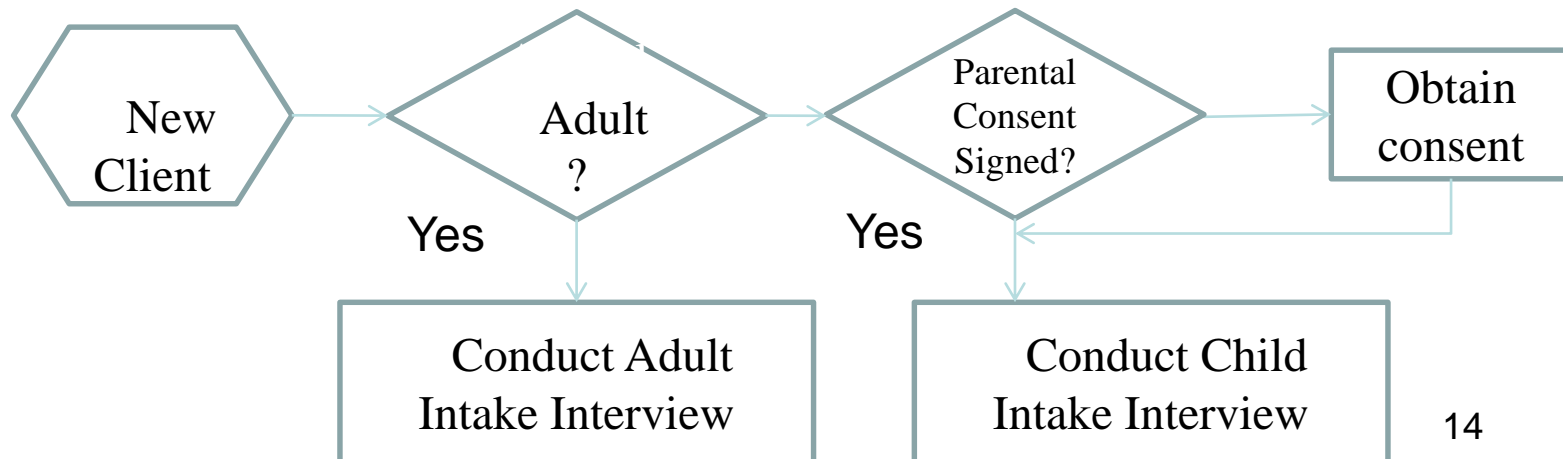 New
Client
Adult
?
Parental
Consent
Signed?
Obtain
consent
Yes
Yes
Conduct Adult
Intake Interview
Conduct Child
Intake Interview
14